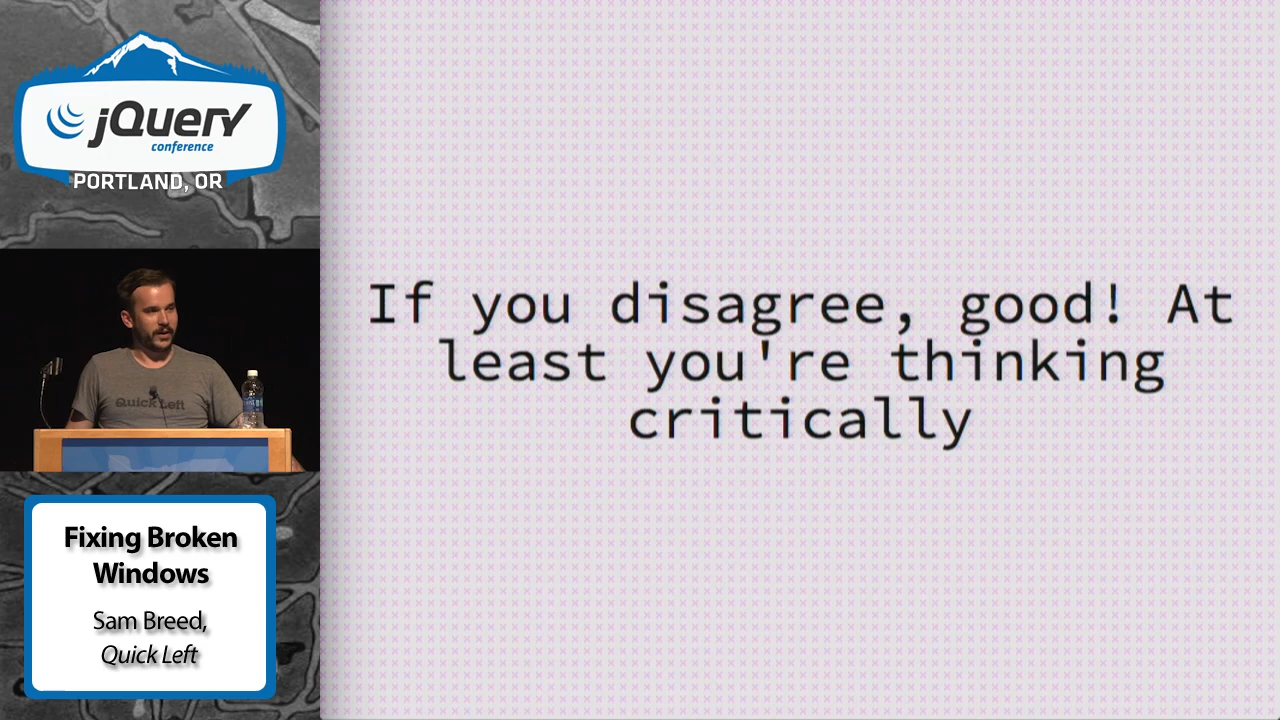 jQuery
conference
PORTLAND, OR
Quick Left
Fixing Broken
Windows
Sam Breed,
Quick Left
If you disagree, good! At
least you're thinking
critically